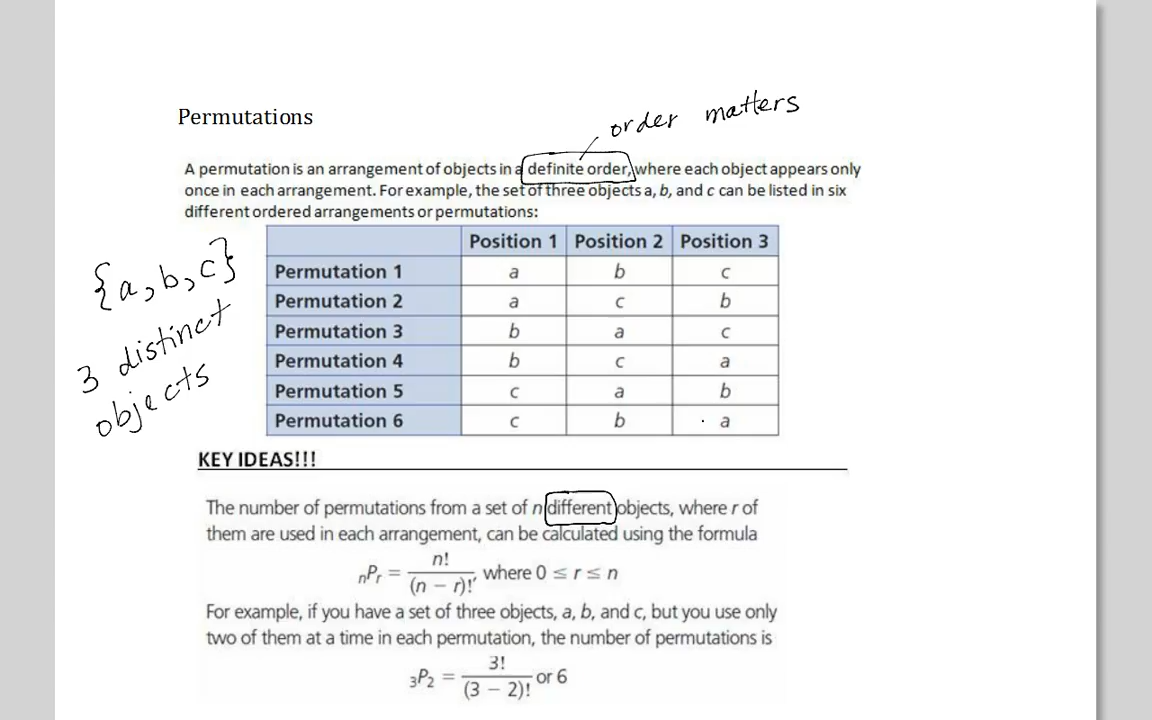 Permutations
order matters
A permutation is an arrangement of objects in a definite order, where each object appears only
once in each arrangement. For example, the set of three objects a, b, and c can be listed in six
different ordered arrangements or permutations:
{a, b, c}
3 distinct
objects
Position 1 Position 2 Position 3
Permutation 1 a b c
Permutation 2 a c b
Permutation 3 b a c
Permutation 4 b c a
Permutation 5 c a b
Permutation 6 c b a
KEY IDEAS!!!
The number of permutations from a set of n different objects, where r of
them are used in each arrangement, can be calculated using the formula
nPr = n!/(n − r)!, where 0 ≤ r ≤ n
For example, if you have a set of three objects, a, b, and c, but you use only
two of them at a time in each permutation, the number of permutations is
3P2 = 3!/(3 − 2)! or 6